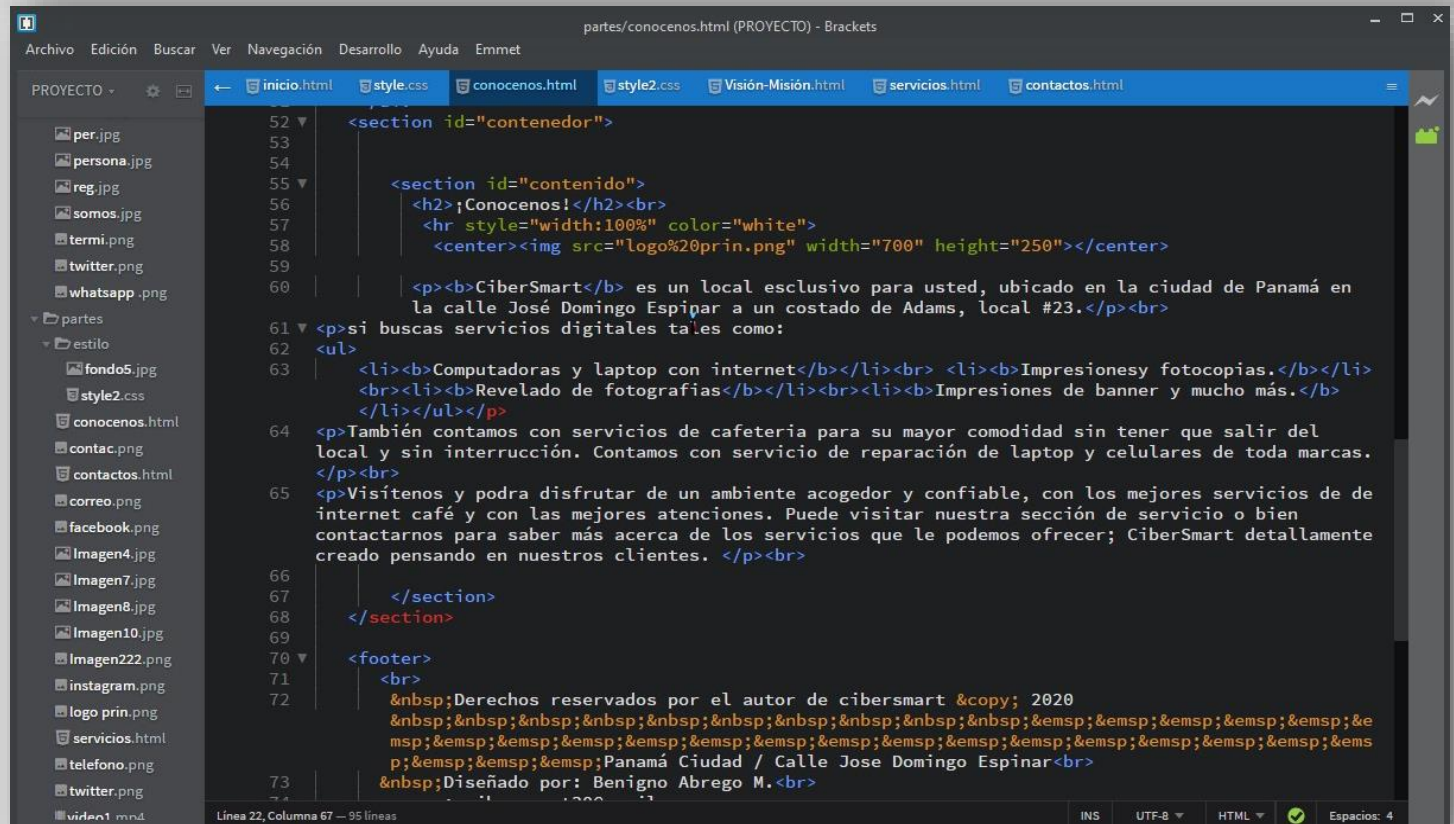 partes/conocenos.html (PROYECTO) - Brackets
Archivo Edición Buscar Ver Navegación Desarrollo Ayuda Emmet
PROYECTO
inicio.html style.css conocenos.html style2.css Visión-Misión.html servicios.html contactos.html
per.jpg
persona.jpg
reg.jpg
somos.jpg
termi.png
twitter.png
whatsapp .png
partes
estilo
fondo5.jpg
style2.css
conocenos.html
contac.png
contactos.html
correo.png
facebook.png
Imagen4.jpg
Imagen7.jpg
Imagen8.jpg
Imagen10.jpg
Imagen222.png
instagram.png
logo prin.png
servicios.html
telefono.png
twitter.png
video1.mp4
52 <section id="contenedor">
53
54
55 <section id="contenido">
56 <h2>¡Conocenos!</h2><br>
57 <hr style="width:100%" color="white">
58 <center><img src="logo%20prin.png" width="700" height="250"></center>
59
60 <p><b>CiberSmart</b> es un local esclusivo para usted, ubicado en la ciudad de Panamá en
la calle José Domingo Espinar a un costado de Adams, local #23.</p><br>
61 <p>si buscas servicios digitales tales como:
62 <ul>
63 <li><b>Computadoras y laptop con internet</b></li><br> <li><b>Impresionesy fotocopias.</b></li>
<br><li><b>Revelado de fotografias</b></li><br><li><b>Impresiones de banner y mucho más.</b>
</li></ul></p>
64 <p>También contamos con servicios de cafeteria para su mayor comodidad sin tener que salir del
local y sin interrucción. Contamos con servicio de reparación de laptop y celulares de toda marcas.
</p><br>
65 <p>Visítenos y podra disfrutar de un ambiente acogedor y confiable, con los mejores servicios de de
internet café y con las mejores atenciones. Puede visitar nuestra sección de servicio o bien
contactarnos para saber más acerca de los servicios que le podemos ofrecer; CiberSmart detallamente
creado pensando en nuestros clientes. </p><br>
66
67 </section>
68 </section>
69
70 <footer>
71 <br>
72 &nbsp;Derechos reservados por el autor de cibersmart &copy; 2020
&nbsp;&nbsp;&nbsp;&nbsp;&nbsp;&nbsp;&nbsp;&nbsp;&nbsp;&nbsp;&emsp;&emsp;&emsp;&emsp;&emsp;&e
msp;&emsp;&emsp;&emsp;&emsp;&emsp;&emsp;&emsp;&emsp;&emsp;&emsp;&emsp;&emsp;&emsp;&emsp;&ems
p;&emsp;&emsp;&emsp;Panamá Ciudad / Calle Jose Domingo Espinar<br>
73 &nbsp;Diseñado por: Benigno Abrego M.<br>
Línea 22, Columna 67 — 95 líneas INS UTF-8 HTML Espacios: 4